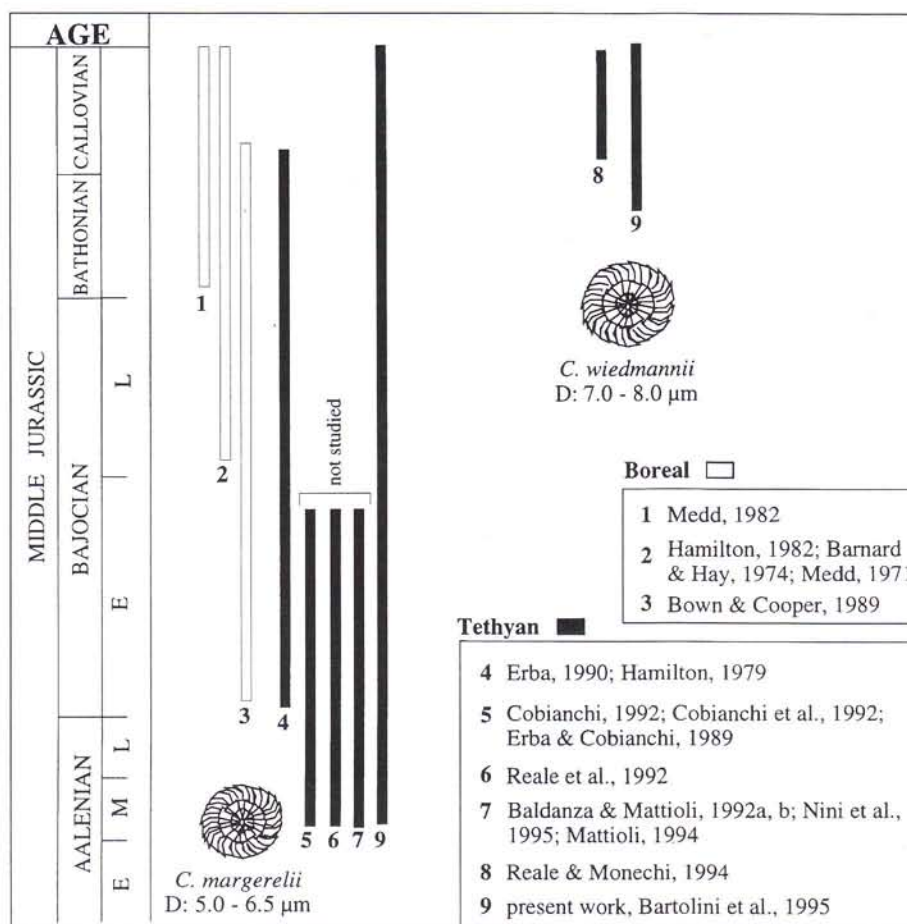 AGE
MIDDLE JURASSIC
CALLOVIAN
BATHONIAN
BAJOCIAN
L
E
AALENIAN
L
M
E
1
2
3
4
5
6
7
9
not studied
C. margerelii
D: 5.0 - 6.5 µm
8
9
C. wiedmannii
D: 7.0 - 8.0 µm
Boreal
1 Medd, 1982
2 Hamilton, 1982; Barnard
& Hay, 1974; Medd, 1971
3 Bown & Cooper, 1989
Tethyan
4 Erba, 1990; Hamilton, 1979
5 Cobianchi, 1992; Cobianchi et al., 1992;
Erba & Cobianchi, 1989
6 Reale et al., 1992
7 Baldanza & Mattioli, 1992a, b; Nini et al.,
1995; Mattioli, 1994
8 Reale & Monechi, 1994
9 present work, Bartolini et al., 1995